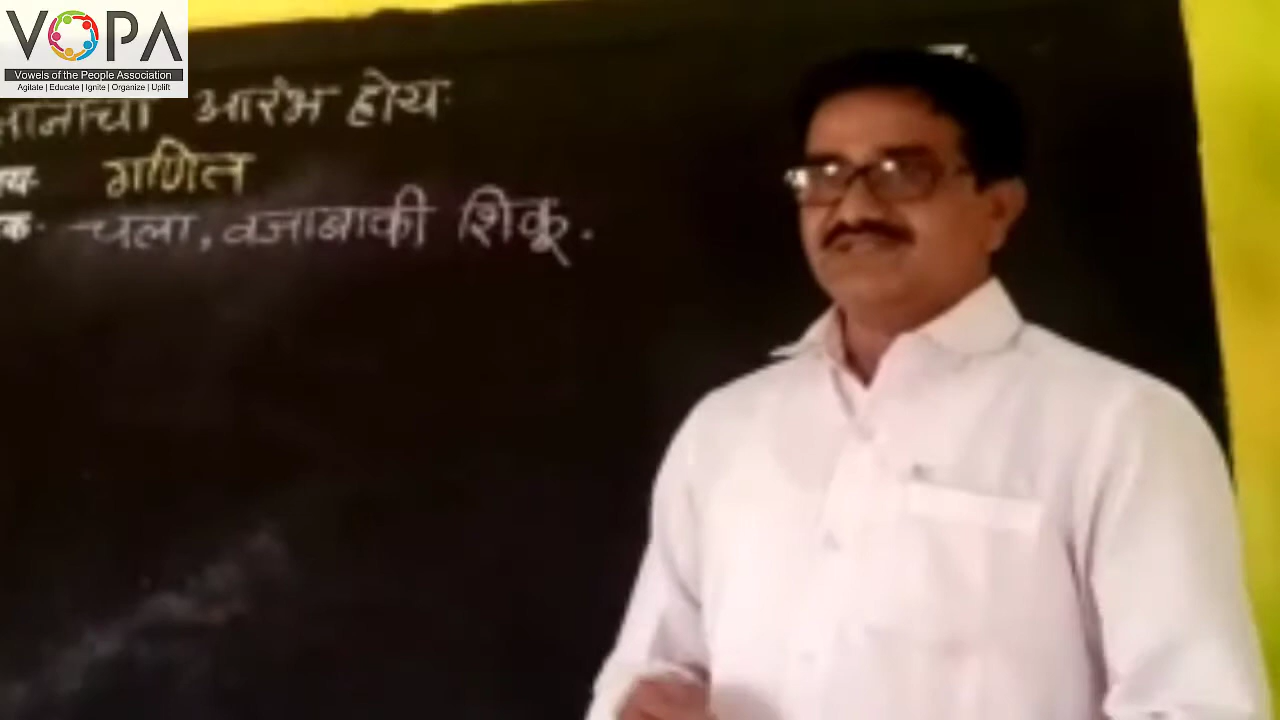 VOPA
Vowels of the People Association
Agitate | Educate | Ignite | Organize | Uplift
आरंभ होय
गणित
चला, वजाबाकी शिकू.